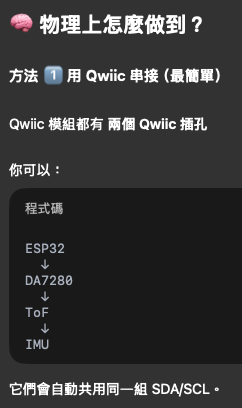 🧠 物理上怎麼做到？
方法 1️⃣ 用 Qwiic 串接（最簡單）
Qwiic 模組都有 兩個 Qwiic 插孔
你可以：
程式碼
ESP32
↓
DA7280
↓
ToF
↓
IMU
它們會自動共用同一組 SDA/SCL。